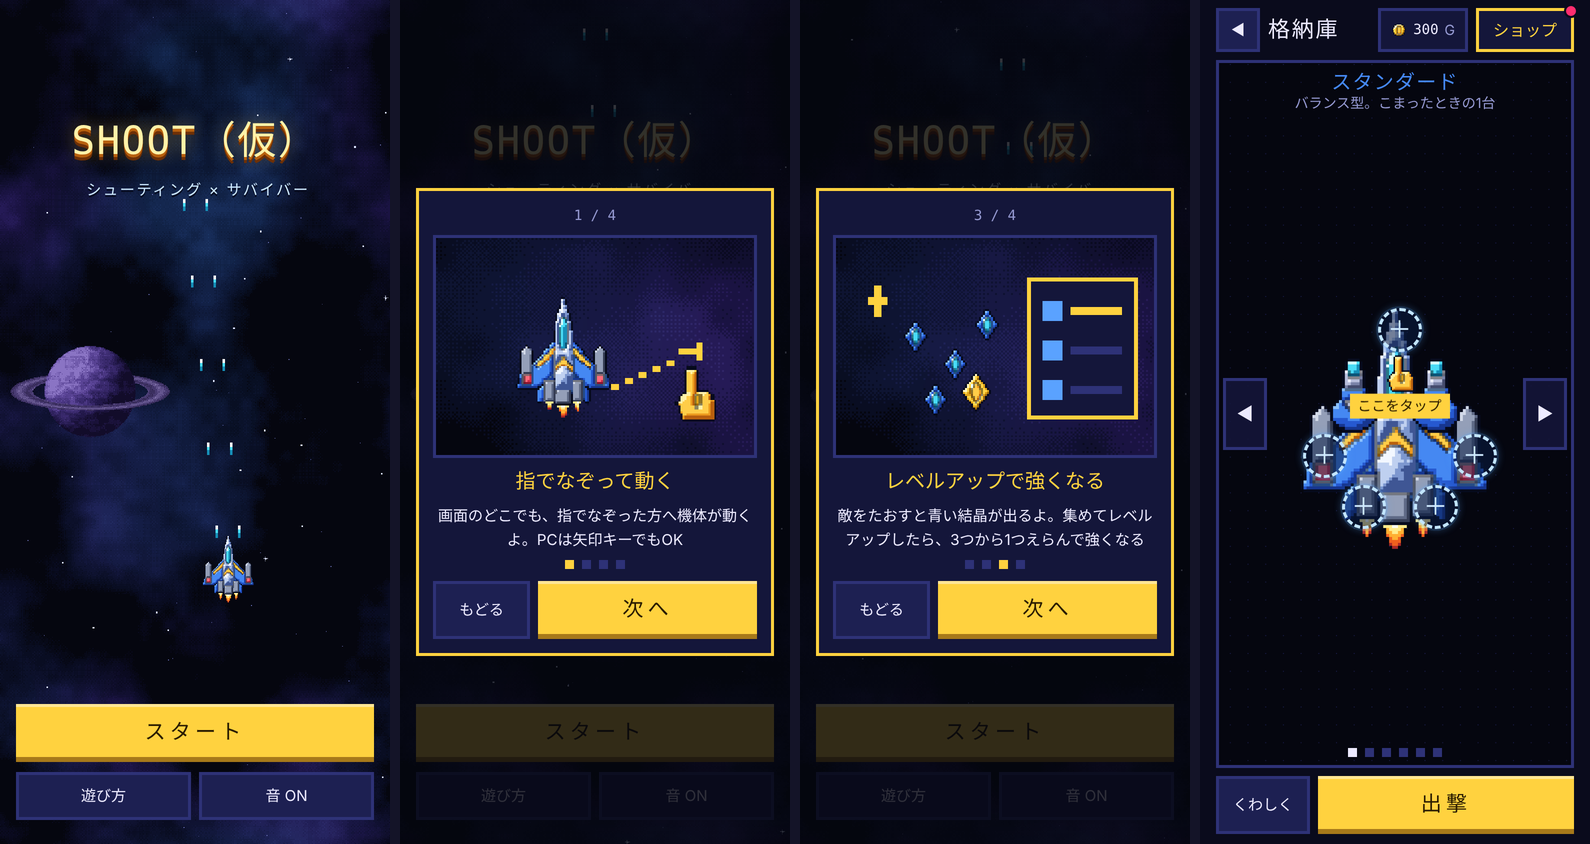 SHOOT（仮）
シューティング × サバイバー
スタート
遊び方
音 ON
SHOOT（仮）
1 / 4
指でなぞって動く
画面のどこでも、指でなぞった方へ機体が動く
よ。PCは矢印キーでもOK
もどる
次へ
スタート
遊び方
音 ON
SHOOT（仮）
3 / 4
レベルアップで強くなる
敵をたおすと青い結晶が出るよ。集めてレベル
アップしたら、3つから1つえらんで強くなる
もどる
次へ
スタート
遊び方
音 ON
格納庫
300 G
ショップ
スタンダード
バランス型。こまったときの1台
ここをタップ
くわしく
出撃